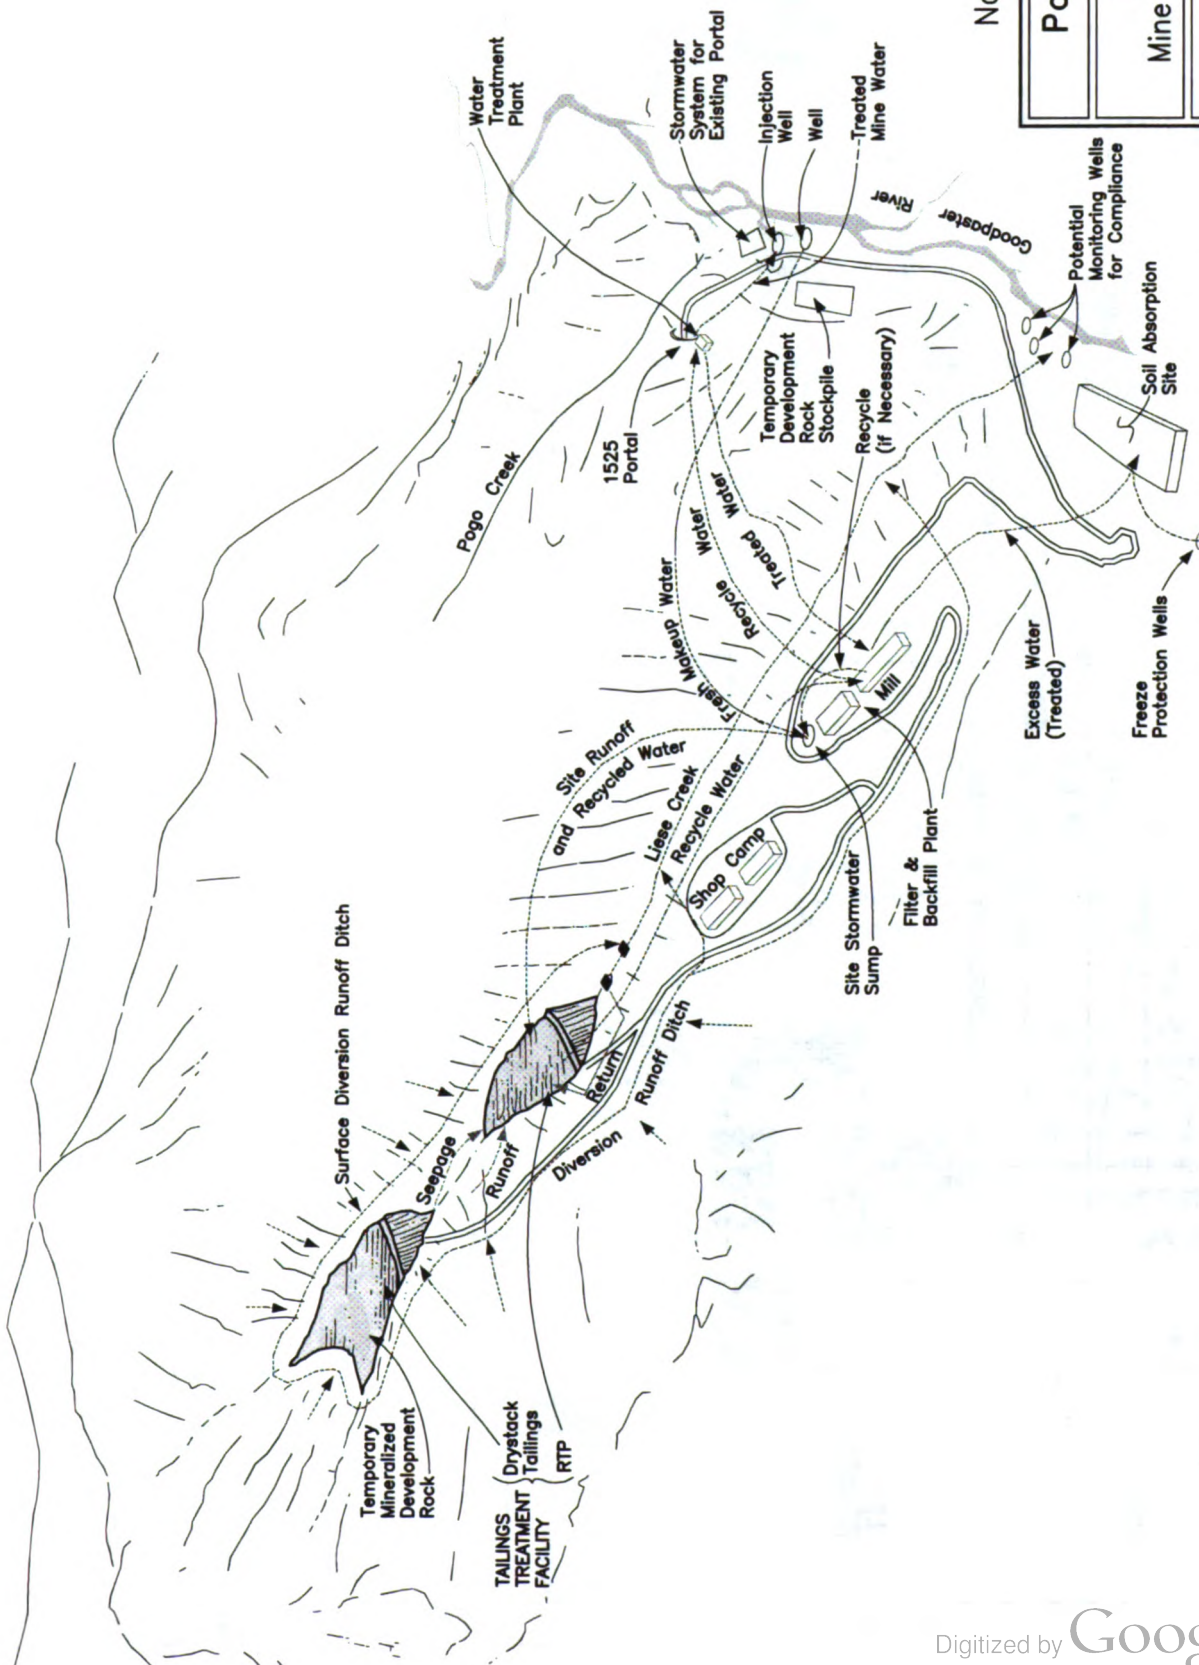 Surface Diversion Runoff Ditch
Temporary
Mineralized
Development
Rock
TAILINGS
TREATMENT
FACILITY
Drystack
Tailings
RTP
Seepage
Runoff
Return
Diversion
Runoff Ditch
Site Runoff
and Recycled Water
Liese Creek
Recycle Water
Fresh Makeup Water
Recycle Water
Treated Water
Shop
Camp
Site Stormwater
Sump
Filter &
Backfill Plant
Mill
Pogo Creek
1525
Portal
Water
Treatment
Plant
Stormwater
System for
Existing Portal
Injection
Well
Well
Treated
Mine Water
Temporary
Development
Rock
Stockpile
Recycle
(if Necessary)
Goodpaster River
Potential
Monitoring Wells
for Compliance
Soil Absorption
Site
Excess Water
(Treated)
Freeze
Protection Wells
Mine
Digitized by Goog